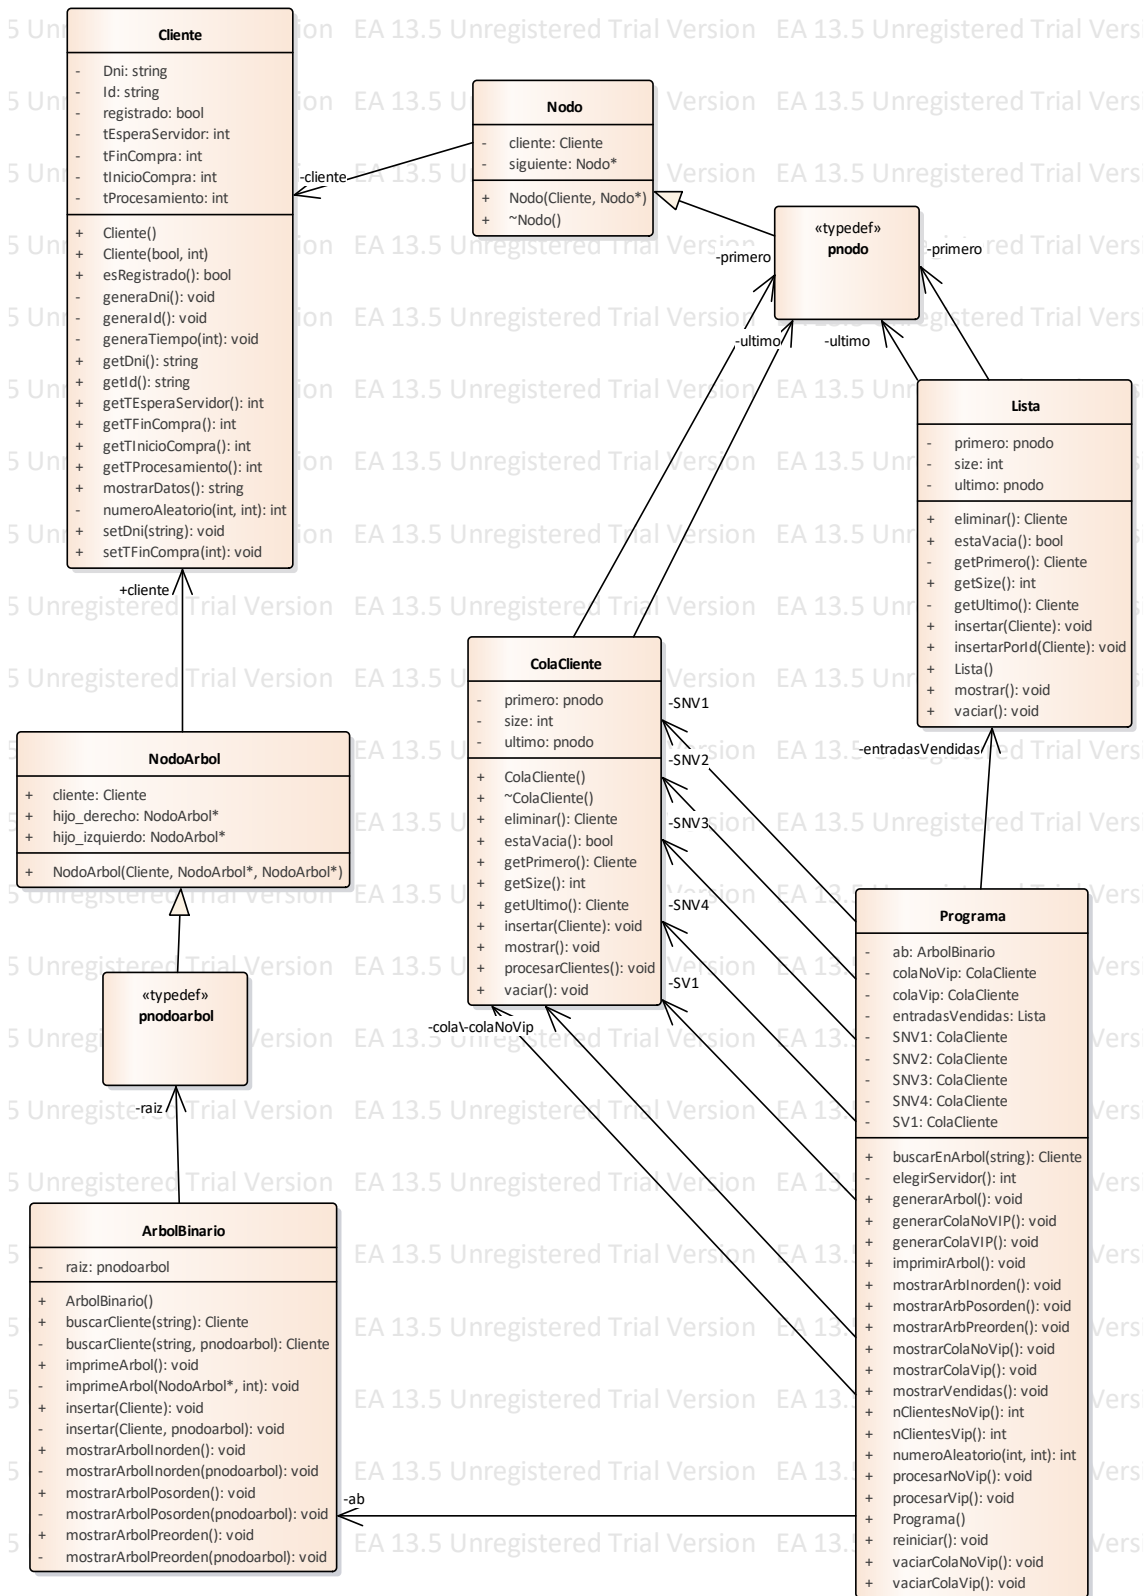 Cliente
- Dni: string
- Id: string
- registrado: bool
- tEsperaServidor: int
- tFinCompra: int
- tInicioCompra: int
- tProcesamiento: int
+ Cliente()
+ Cliente(bool, int)
+ esRegistrado(): bool
- generaDni(): void
- generaId(): void
- generaTiempo(int): void
+ getDni(): string
+ getId(): string
+ getTEsperaServidor(): int
+ getTFinCompra(): int
+ getTInicioCompra(): int
+ getTProcesamiento(): int
+ mostrarDatos(): string
- numeroAleatorio(int, int): int
+ setDni(string): void
+ setTFinCompra(int): void
Nodo
- cliente: Cliente
- siguiente: Nodo*
+ Nodo(Cliente, Nodo*)
+ ~Nodo()
-cliente
«typedef»
pnodo
-primero
-primero
-ultimo
-ultimo
Lista
- primero: pnodo
- size: int
- ultimo: pnodo
+ eliminar(): Cliente
+ estaVacia(): bool
- getPrimero(): Cliente
+ getSize(): int
- getUltimo(): Cliente
+ insertar(Cliente): void
+ insertarPorId(Cliente): void
+ Lista()
+ mostrar(): void
+ vaciar(): void
+cliente
ColaCliente
- primero: pnodo
- size: int
- ultimo: pnodo
+ ColaCliente()
+ ~ColaCliente()
+ eliminar(): Cliente
+ estaVacia(): bool
+ getPrimero(): Cliente
+ getSize(): int
+ getUltimo(): Cliente
+ insertar(Cliente): void
+ mostrar(): void
+ procesarClientes(): void
+ vaciar(): void
-SNV1
-SNV2
-SNV3
-SNV4
-SV1
-cola\-colaNoVip
-entradasVendidas
NodoArbol
+ cliente: Cliente
+ hijo_derecho: NodoArbol*
+ hijo_izquierdo: NodoArbol*
+ NodoArbol(Cliente, NodoArbol*, NodoArbol*)
«typedef»
pnodoarbol
-raiz
Programa
- ab: ArbolBinario
- colaNoVip: ColaCliente
- colaVip: ColaCliente
- entradasVendidas: Lista
- SNV1: ColaCliente
- SNV2: ColaCliente
- SNV3: ColaCliente
- SNV4: ColaCliente
- SV1: ColaCliente
+ buscarEnArbol(string): Cliente
- elegirServidor(): int
+ generarArbol(): void
+ generarColaNoVIP(): void
+ generarColaVIP(): void
+ imprimirArbol(): void
+ mostrarArbInorden(): void
+ mostrarArbPosorden(): void
+ mostrarArbPreorden(): void
+ mostrarColaNoVip(): void
+ mostrarColaVip(): void
+ mostrarVendidas(): void
+ nClientesNoVip(): int
+ nClientesVip(): int
+ numeroAleatorio(int, int): int
+ procesarNoVip(): void
+ procesarVip(): void
+ Programa()
+ reiniciar(): void
+ vaciarColaNoVip(): void
+ vaciarColaVip(): void
ArbolBinario
- raiz: pnodoarbol
+ ArbolBinario()
+ buscarCliente(string): Cliente
- buscarCliente(string, pnodoarbol): Cliente
+ imprimeArbol(): void
- imprimeArbol(NodoArbol*, int): void
+ insertar(Cliente): void
- insertar(Cliente, pnodoarbol): void
+ mostrarArbolInorden(): void
- mostrarArbolInorden(pnodoarbol): void
+ mostrarArbolPosorden(): void
- mostrarArbolPosorden(pnodoarbol): void
+ mostrarArbolPreorden(): void
- mostrarArbolPreorden(pnodoarbol): void
-ab
EA 13.5 Unregistered Trial Version